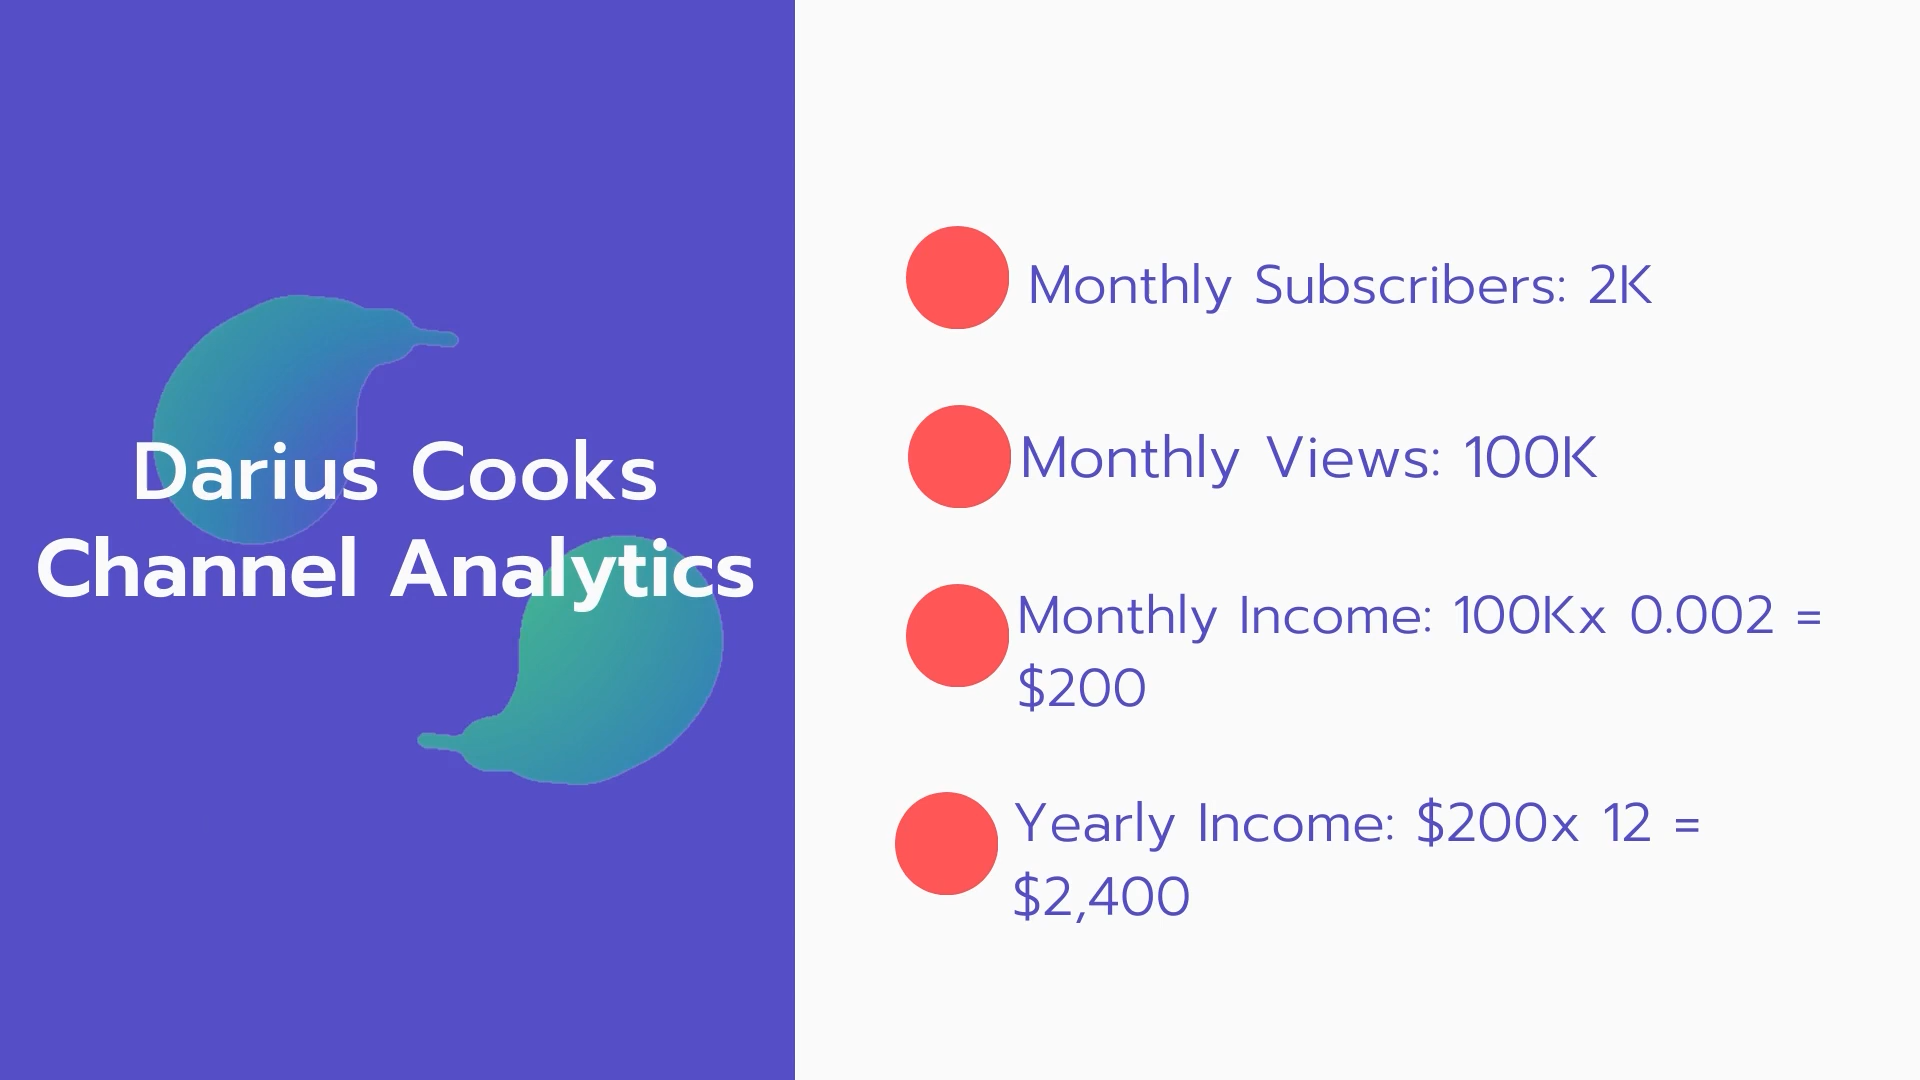 Darius Cooks
Channel Analytics
Monthly Subscribers: 2K
Monthly Views: 100K
Monthly Income: 100Kx 0.002 =
$200
Yearly Income: $200x 12 =
$2,400